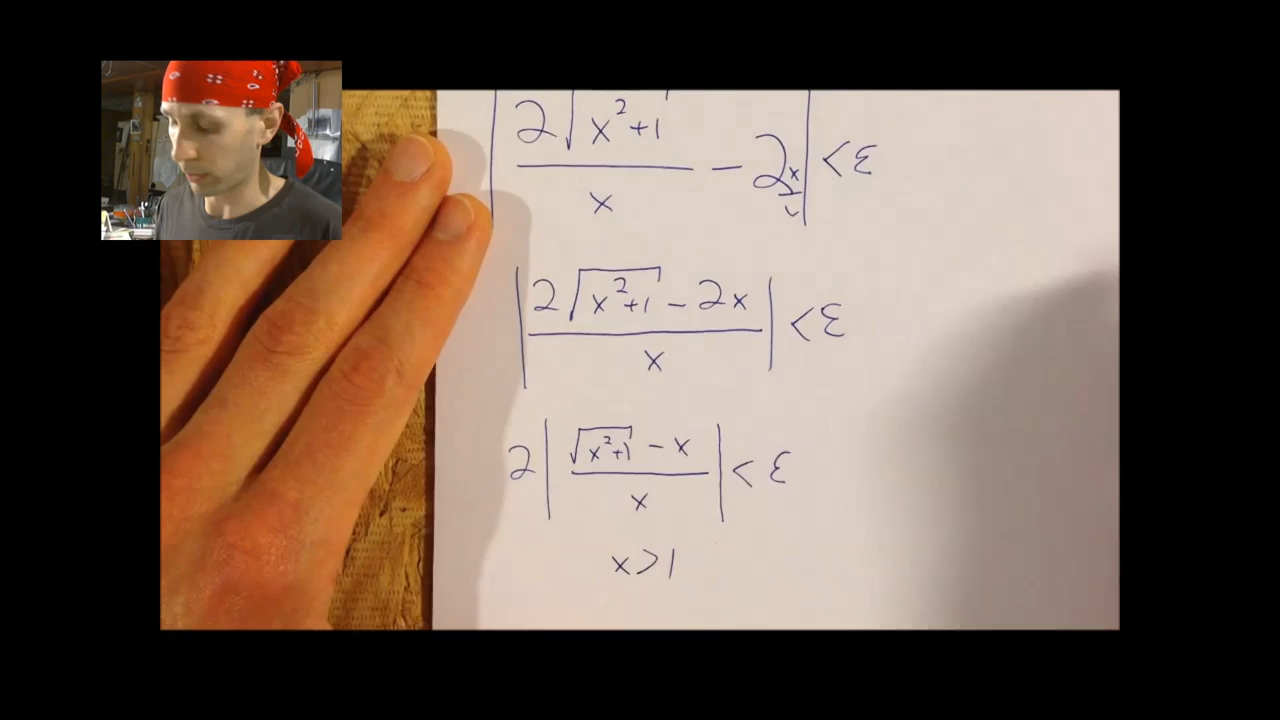 |2√(x²+1) / x − 2x/x| < ε
|(2√(x²+1) − 2x) / x| < ε
2|(√(x²+1) − x) / x| < ε
x > 1